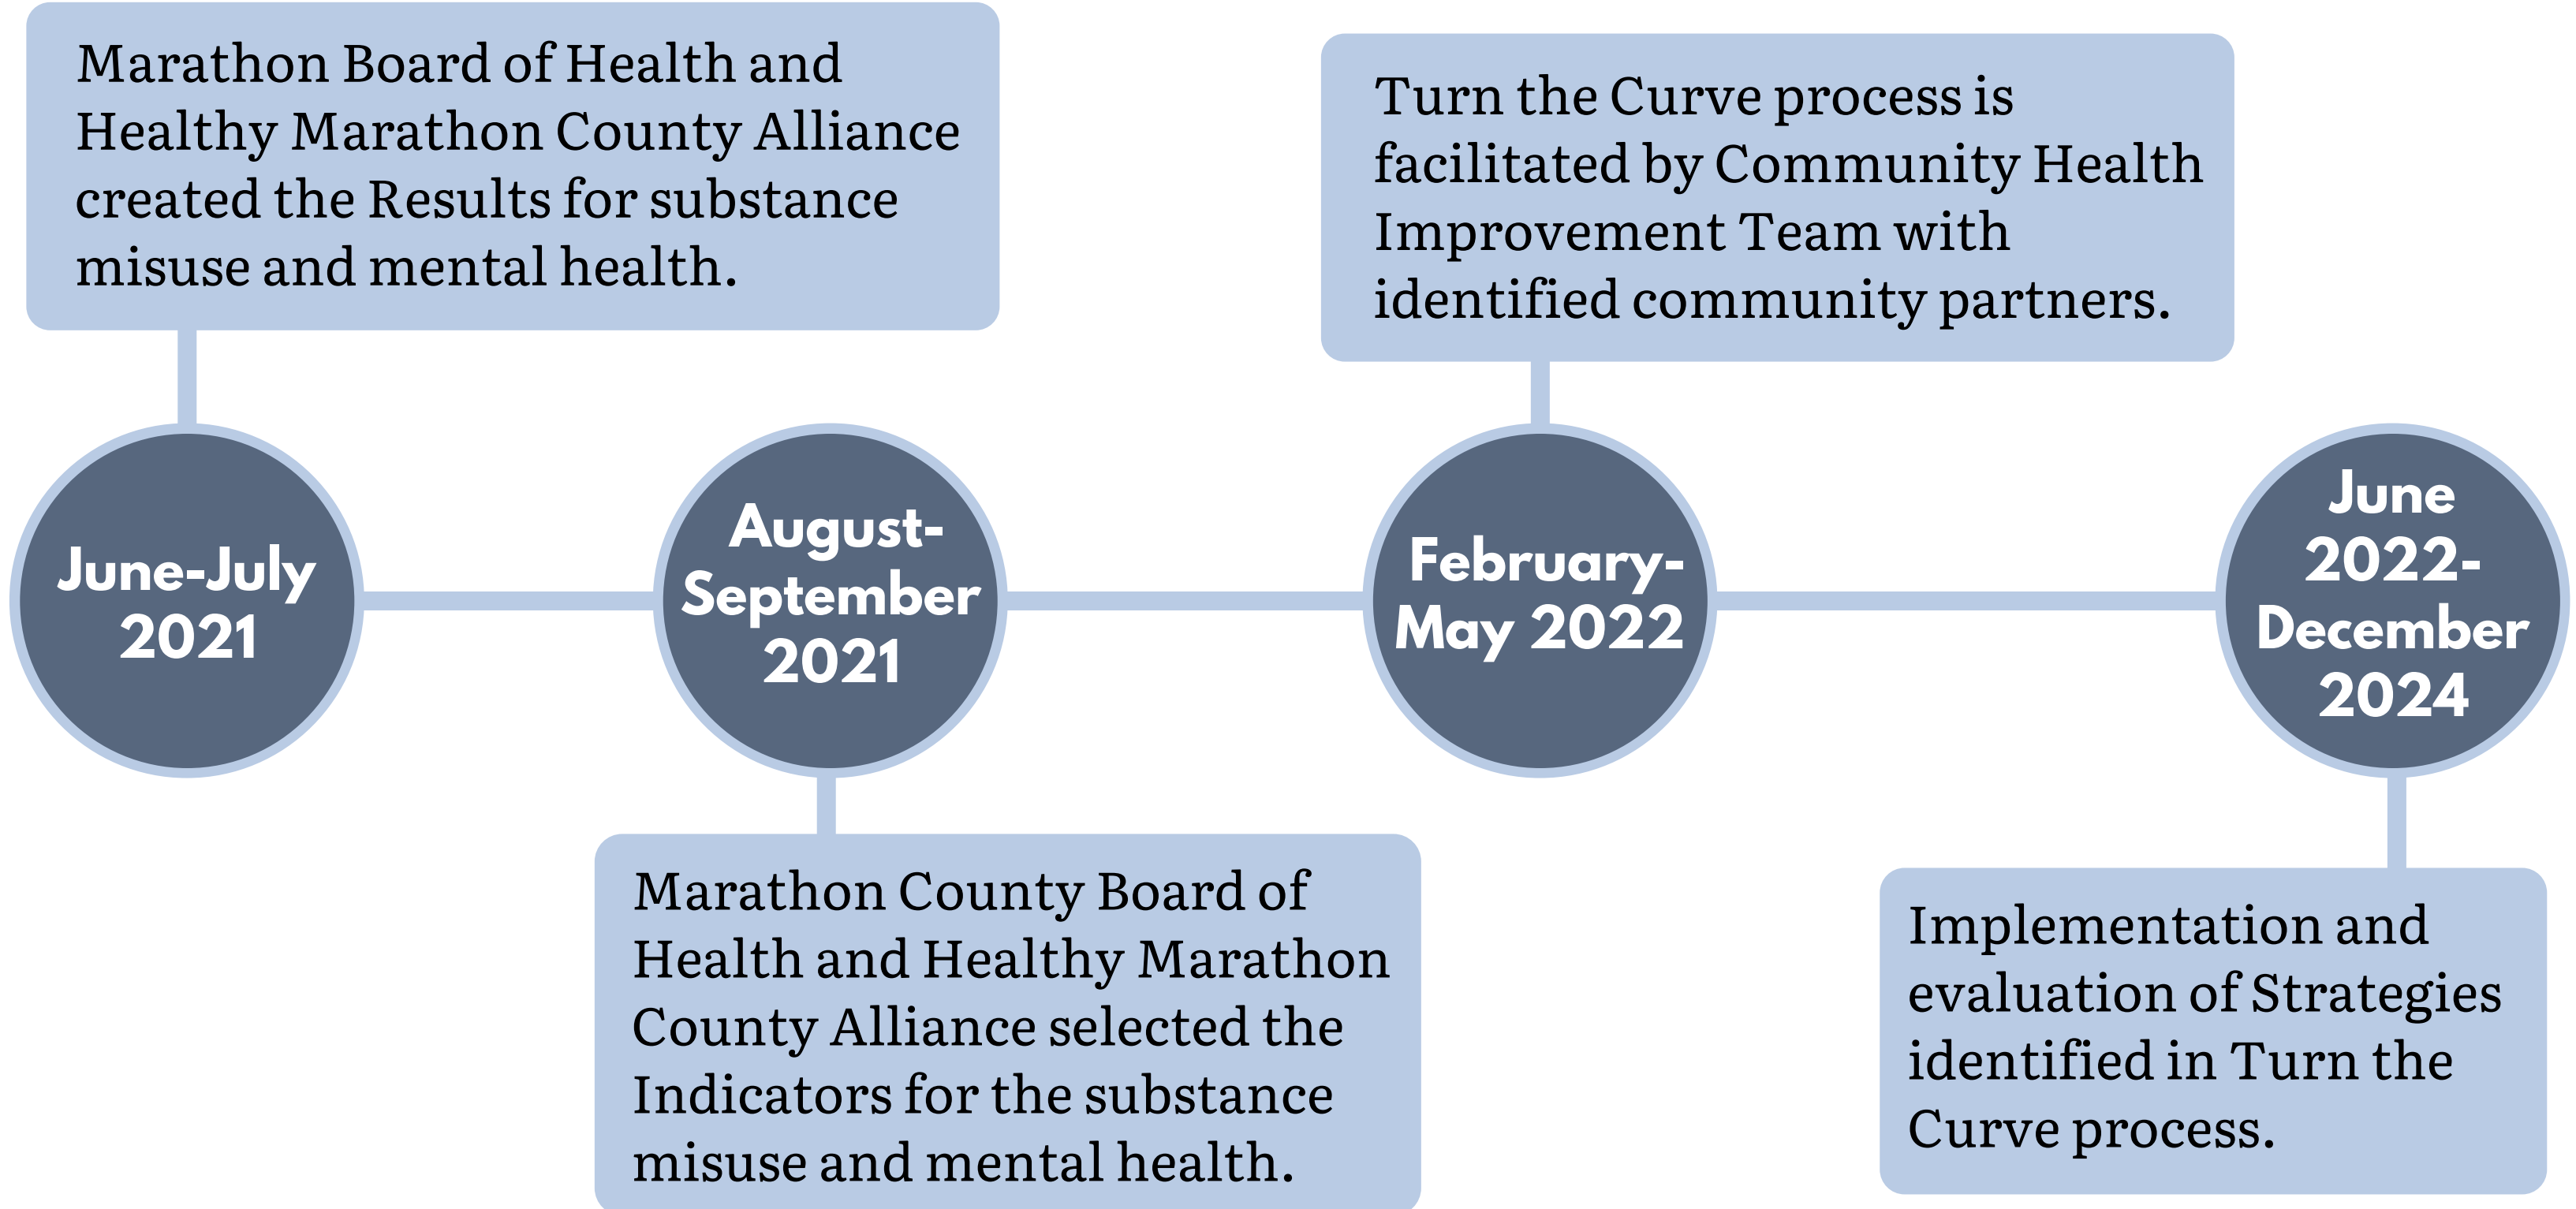 Marathon Board of Health and
Healthy Marathon County Alliance
created the Results for substance
misuse and mental health.
June-July
2021
August-
September
2021
Marathon County Board of
Health and Healthy Marathon
County Alliance selected the
Indicators for the substance
misuse and mental health.
Turn the Curve process is
facilitated by Community Health
Improvement Team with
identified community partners.
February-
May 2022
June
2022-
December
2024
Implementation and
evaluation of Strategies
identified in Turn the
Curve process.